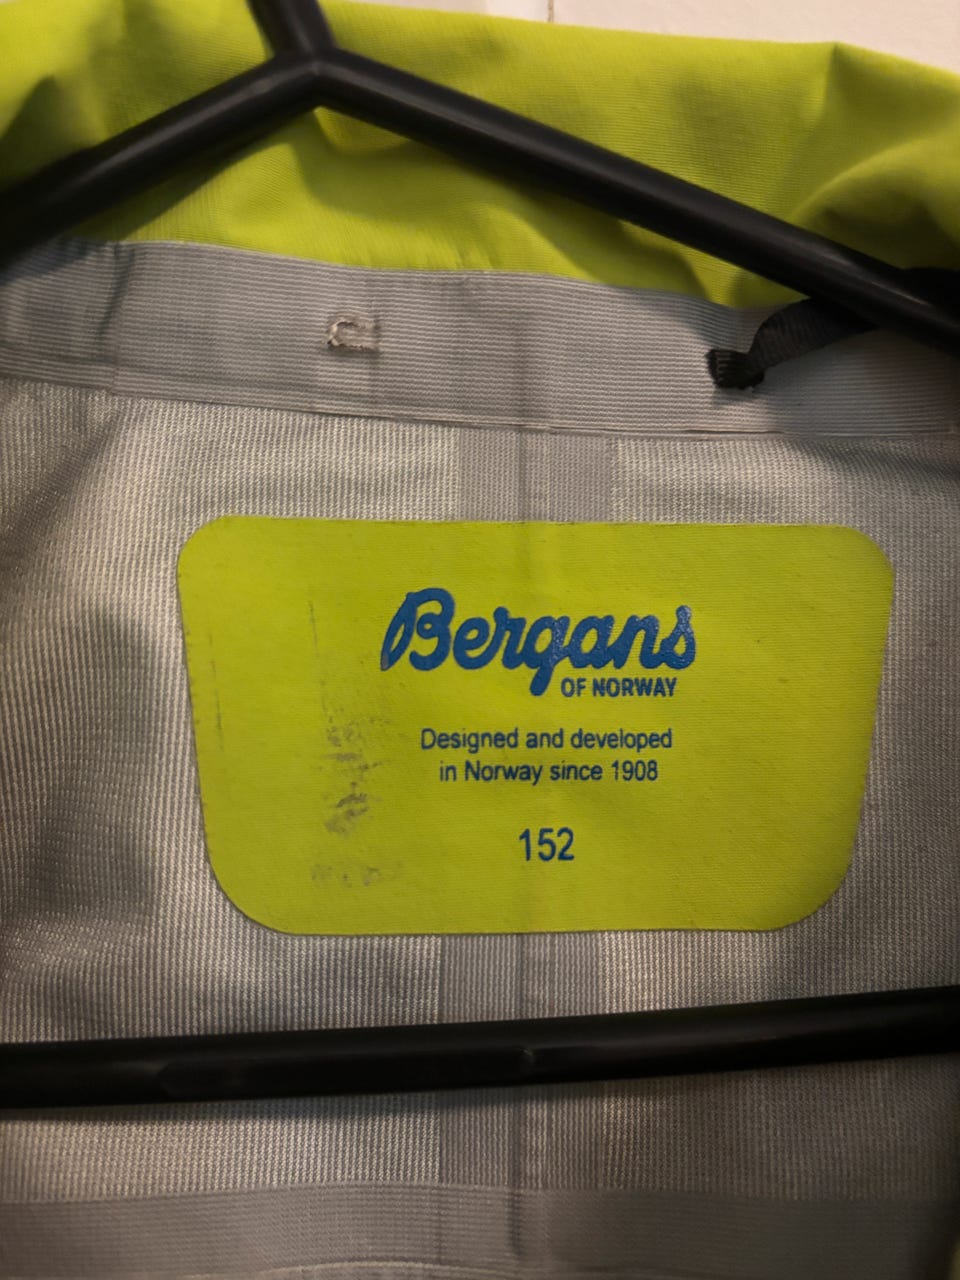 Bergans
OF NORWAY
Designed and developed
in Norway since 1908
152